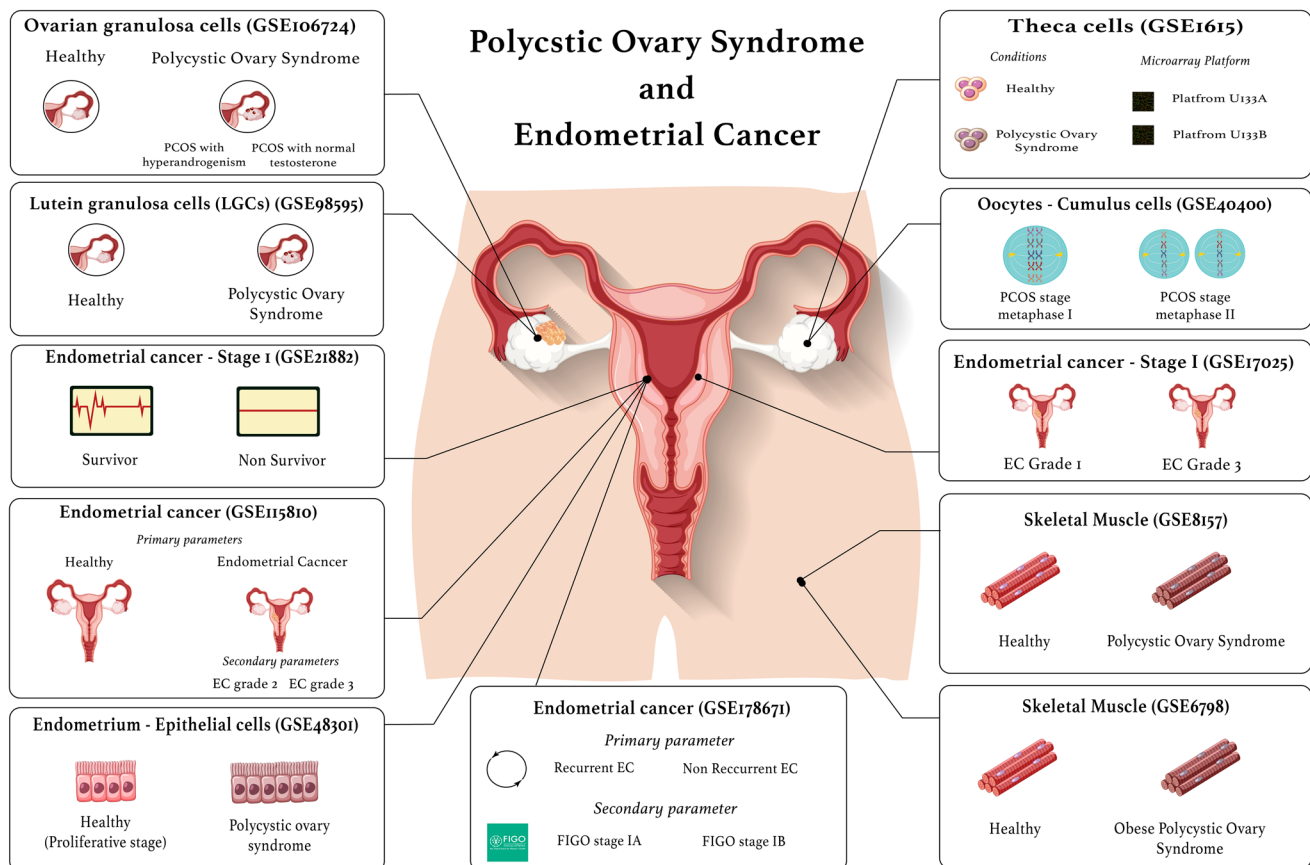 Polycstic Ovary Syndrome
and
Endometrial Cancer
Ovarian granulosa cells (GSE106724)
Healthy
Polycystic Ovary Syndrome
PCOS with
hyperandrogenism
PCOS with normal
testosterone
Lutein granulosa cells (LGCs) (GSE98595)
Healthy
Polycystic Ovary
Syndrome
Endometrial cancer - Stage 1 (GSE21882)
Survivor
Non Survivor
Endometrial cancer (GSE115810)
Primary parameters
Healthy
Endometrial Cacncer
Secondary parameters
EC grade 2
EC grade 3
Endometrium - Epithelial cells (GSE48301)
Healthy
(Proliferative stage)
Polycystic ovary
syndrome
Endometrial cancer (GSE178671)
Primary parameter
Recurrent EC
Non Reccurrent EC
Secondary parameter
FIGO
FIGO stage IA
FIGO stage IB
Theca cells (GSE1615)
Conditions
Microarray Platform
Healthy
Platfrom U133A
Polycystic Ovary
Syndrome
Platfrom U133B
Oocytes - Cumulus cells (GSE40400)
PCOS stage
metaphase I
PCOS stage
metaphase II
Endometrial cancer - Stage I (GSE17025)
EC Grade 1
EC Grade 3
Skeletal Muscle (GSE8157)
Healthy
Polycystic Ovary Syndrome
Skeletal Muscle (GSE6798)
Healthy
Obese Polycystic Ovary
Syndrome